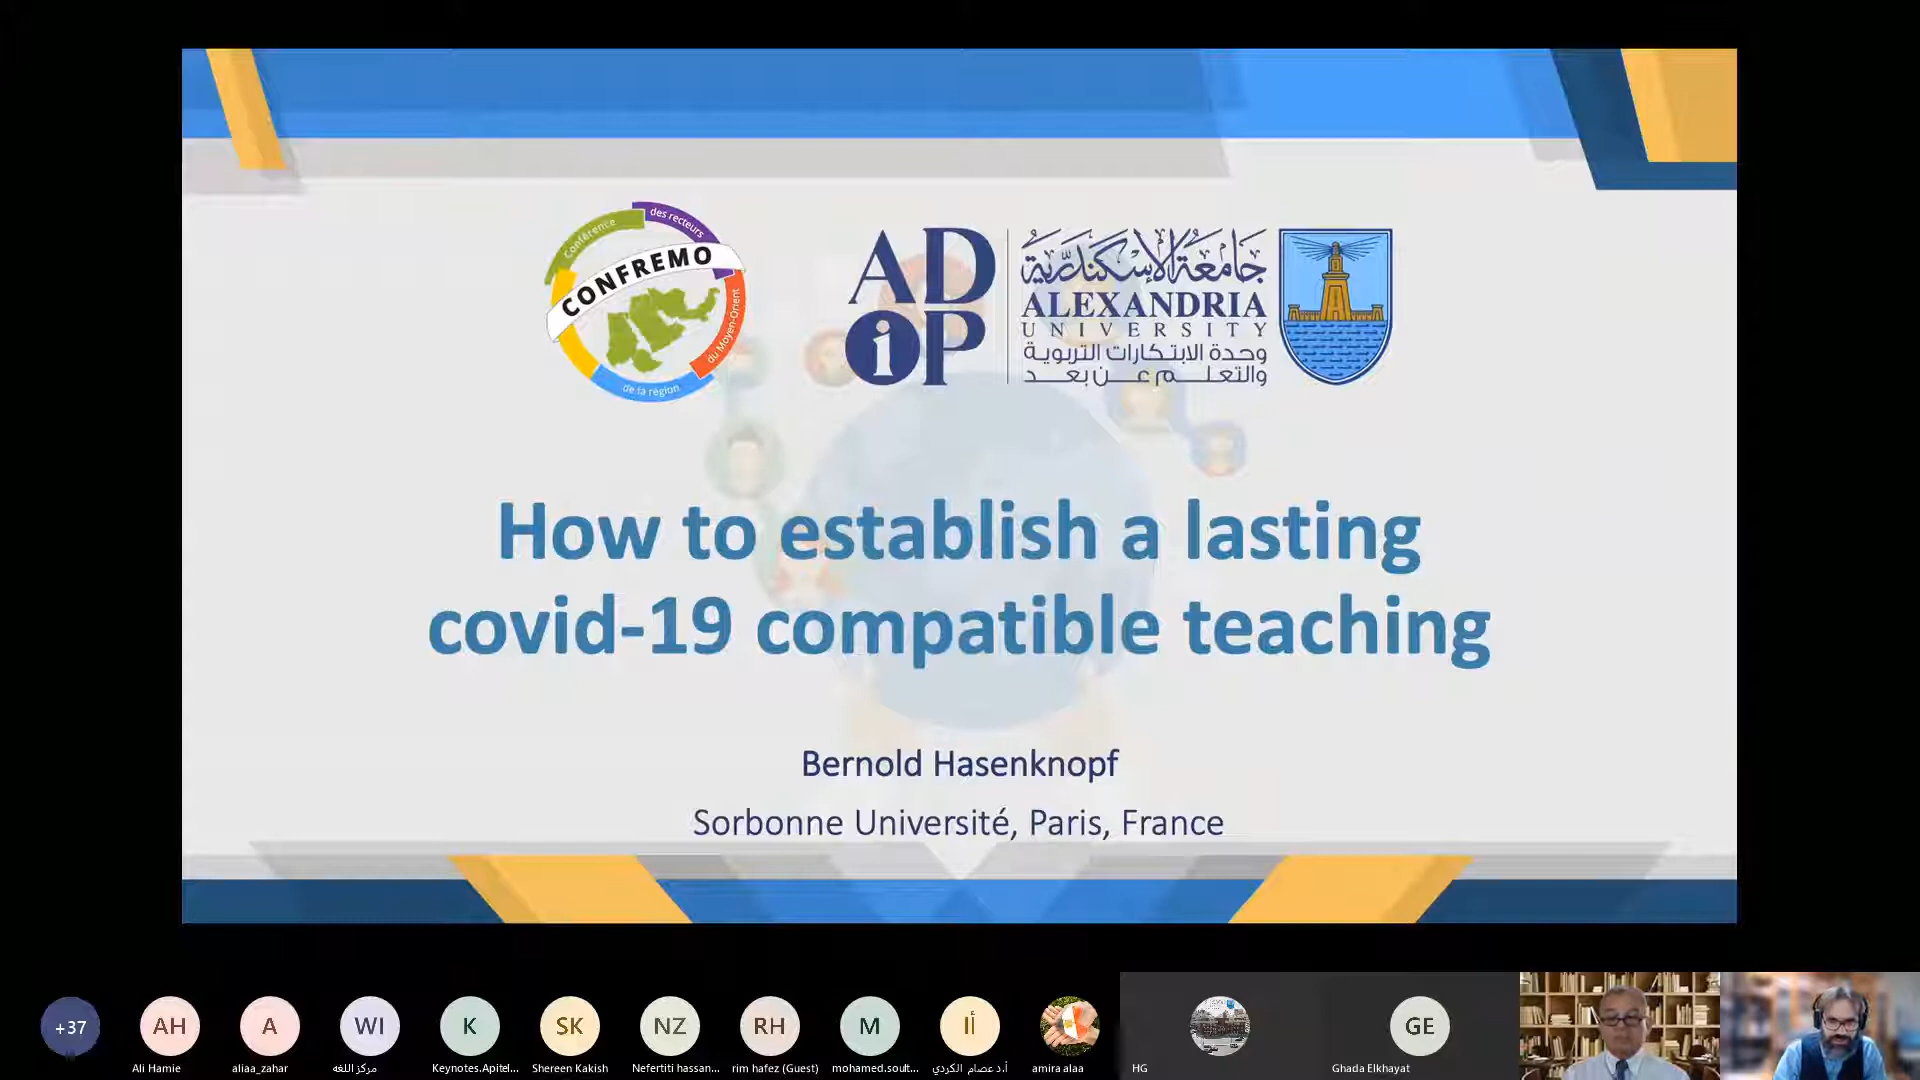 Conférence
des recteurs
CONFREMO
du Moyen-Orient
de la région
AD
iP
جامعة الإسكندرية
ALEXANDRIA
UNIVERSITY
وحدة الابتكارات التربوية
والتعلم عن بعد
How to establish a lasting
covid-19 compatible teaching
Bernold Hasenknopf
Sorbonne Université, Paris, France
+37
AH
A
WI
K
SK
NZ
RH
M
أا
GE
Ali Hamie
aliaa_zahar
مركز اللغه
Keynotes.Apitel...
Shereen Kakish
Nefertiti hassan...
rim hafez (Guest)
mohamed.soult...
أ.د عصام الكردي
amira alaa
HG
Ghada Elkhayat